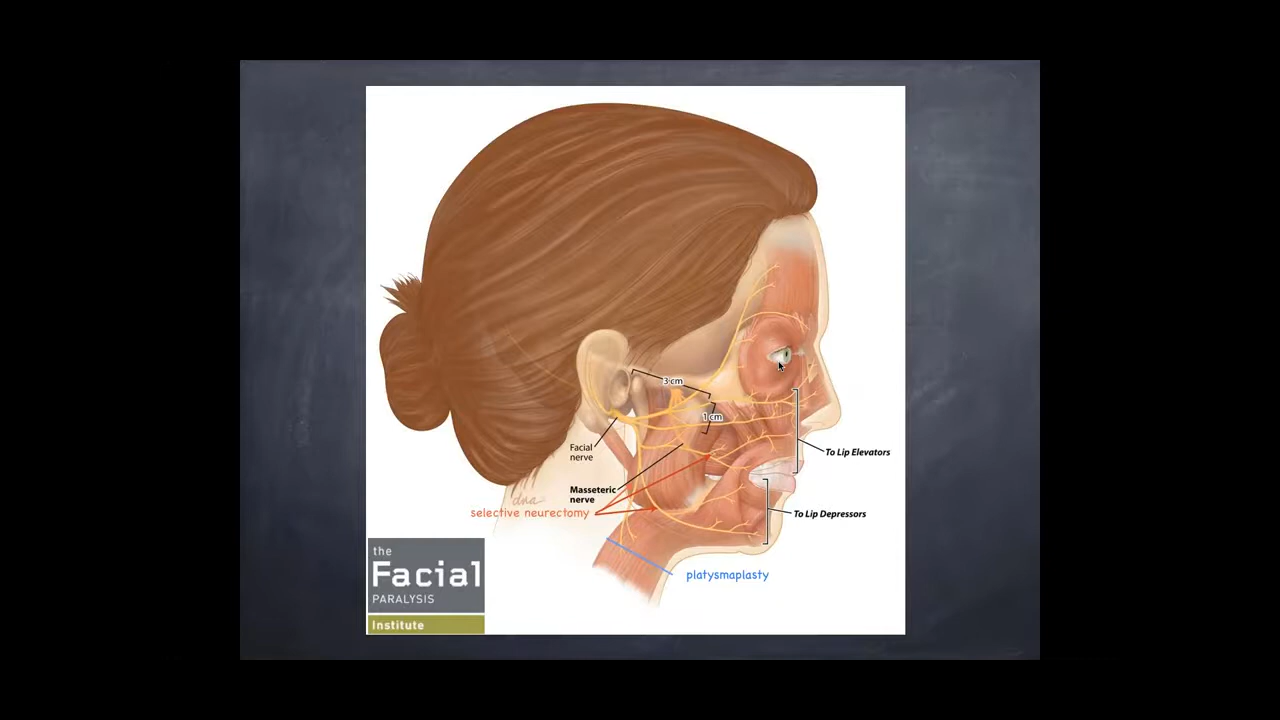 3 cm
1 cm
Facial
nerve
To Lip Elevators
Masseteric
nerve
dna
selective neurectomy
To Lip Depressors
the
Facial
PARALYSIS
Institute
platysmaplasty